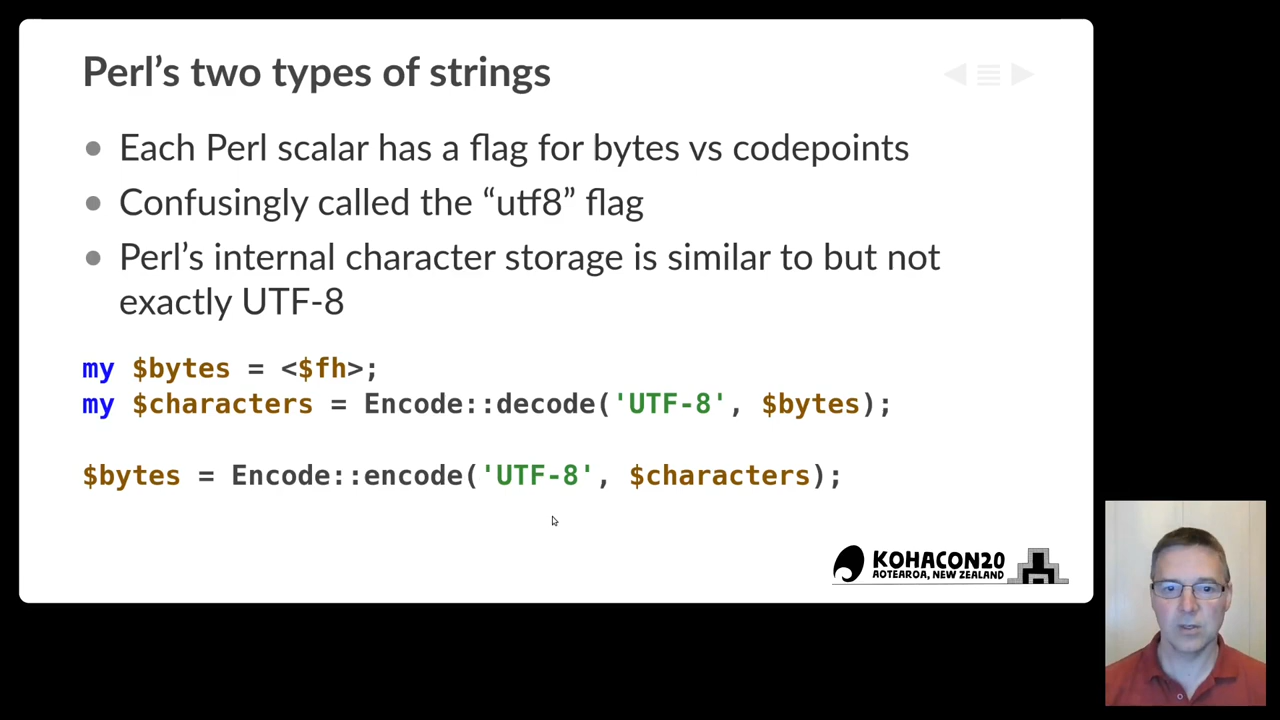 Perl’s two types of strings
Each Perl scalar has a flag for bytes vs codepoints
Confusingly called the “utf8” flag
Perl’s internal character storage is similar to but not
exactly UTF-8
my $bytes = <$fh>;
my $characters = Encode::decode('UTF-8', $bytes);
$bytes = Encode::encode('UTF-8', $characters);
KOHACON20
AOTEAROA, NEW ZEALAND